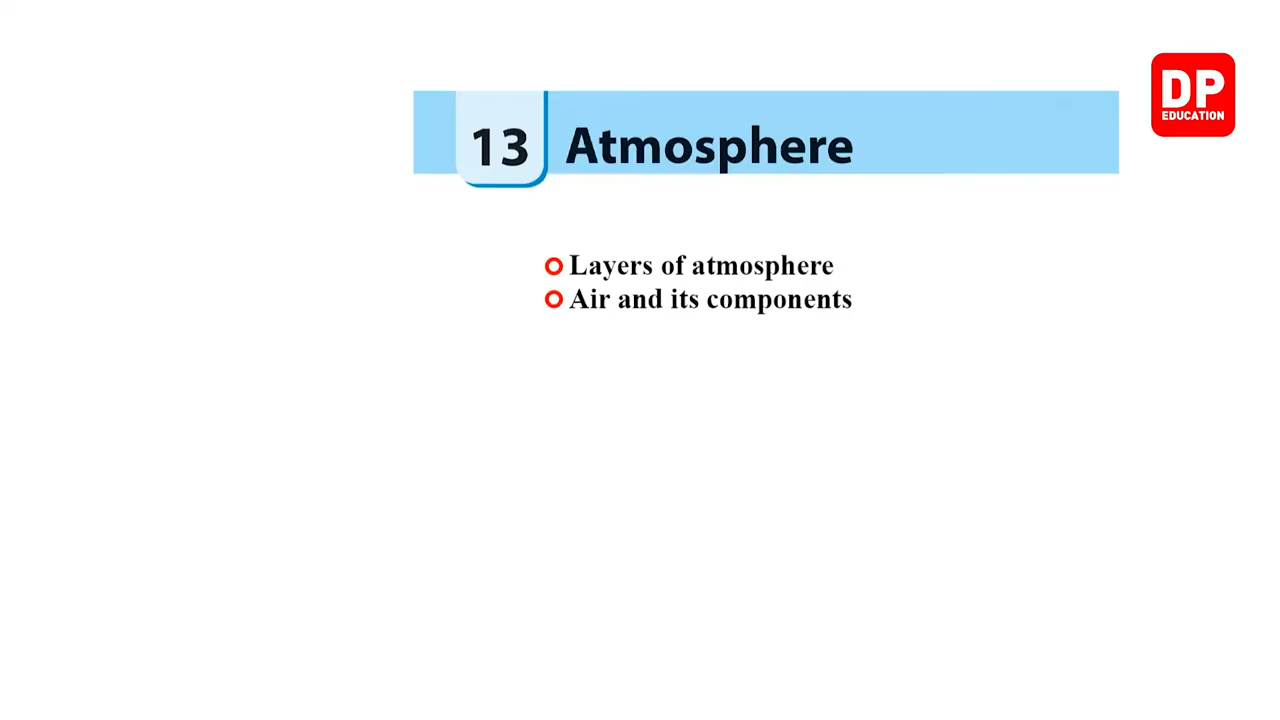 DP
EDUCATION
13 Atmosphere
Layers of atmosphere
Air and its components